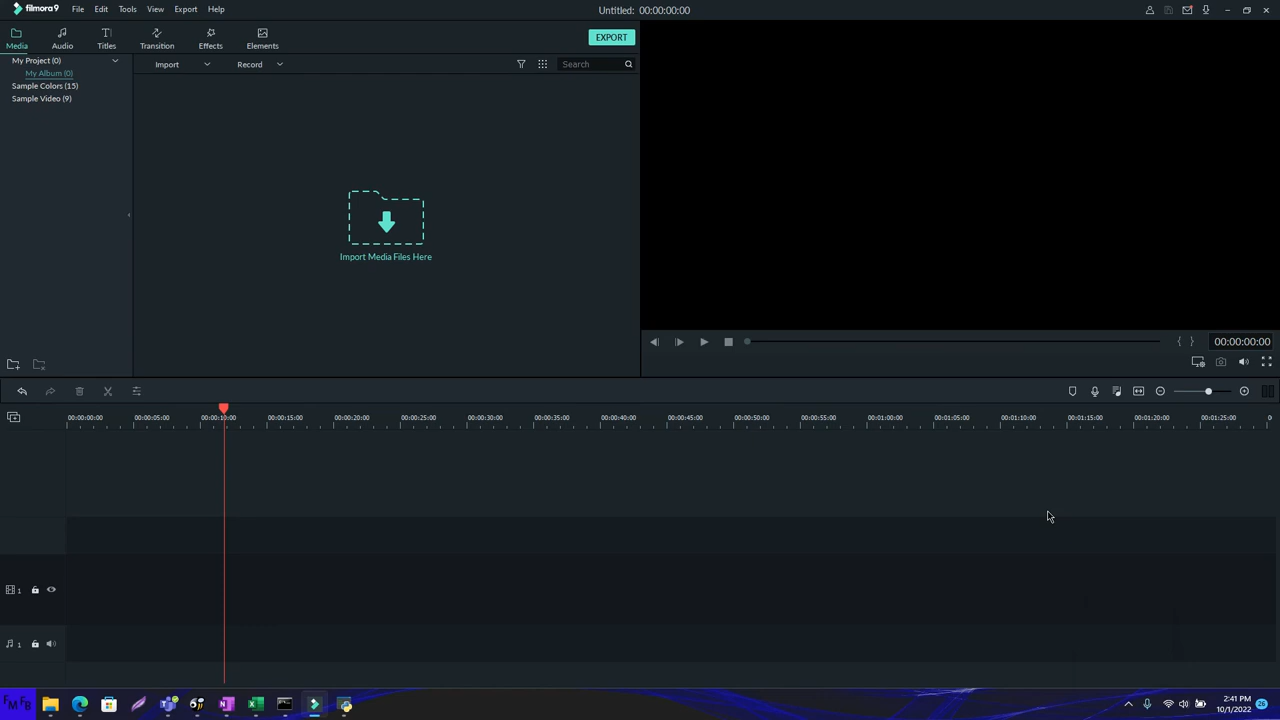 filmora9 File Edit Tools View Export Help Untitled: 00:00:00:00
Media Audio Titles Transition Effects Elements EXPORT
My Project (0) Import Record Search
My Album (0)
Sample Colors (15)
Sample Video (9)
Import Media Files Here
00:00:00:00
00:00:00:00 00:00:05:00 00:00:10:00 00:00:15:00 00:00:20:00 00:00:25:00 00:00:30:00 00:00:35:00 00:00:40:00 00:00:45:00 00:00:50:00 00:00:55:00 00:01:00:00 00:01:05:00 00:01:10:00 00:01:15:00 00:01:20:00 00:01:25:00 0
1
1
FM FB 2:41 PM
10/1/2022 26